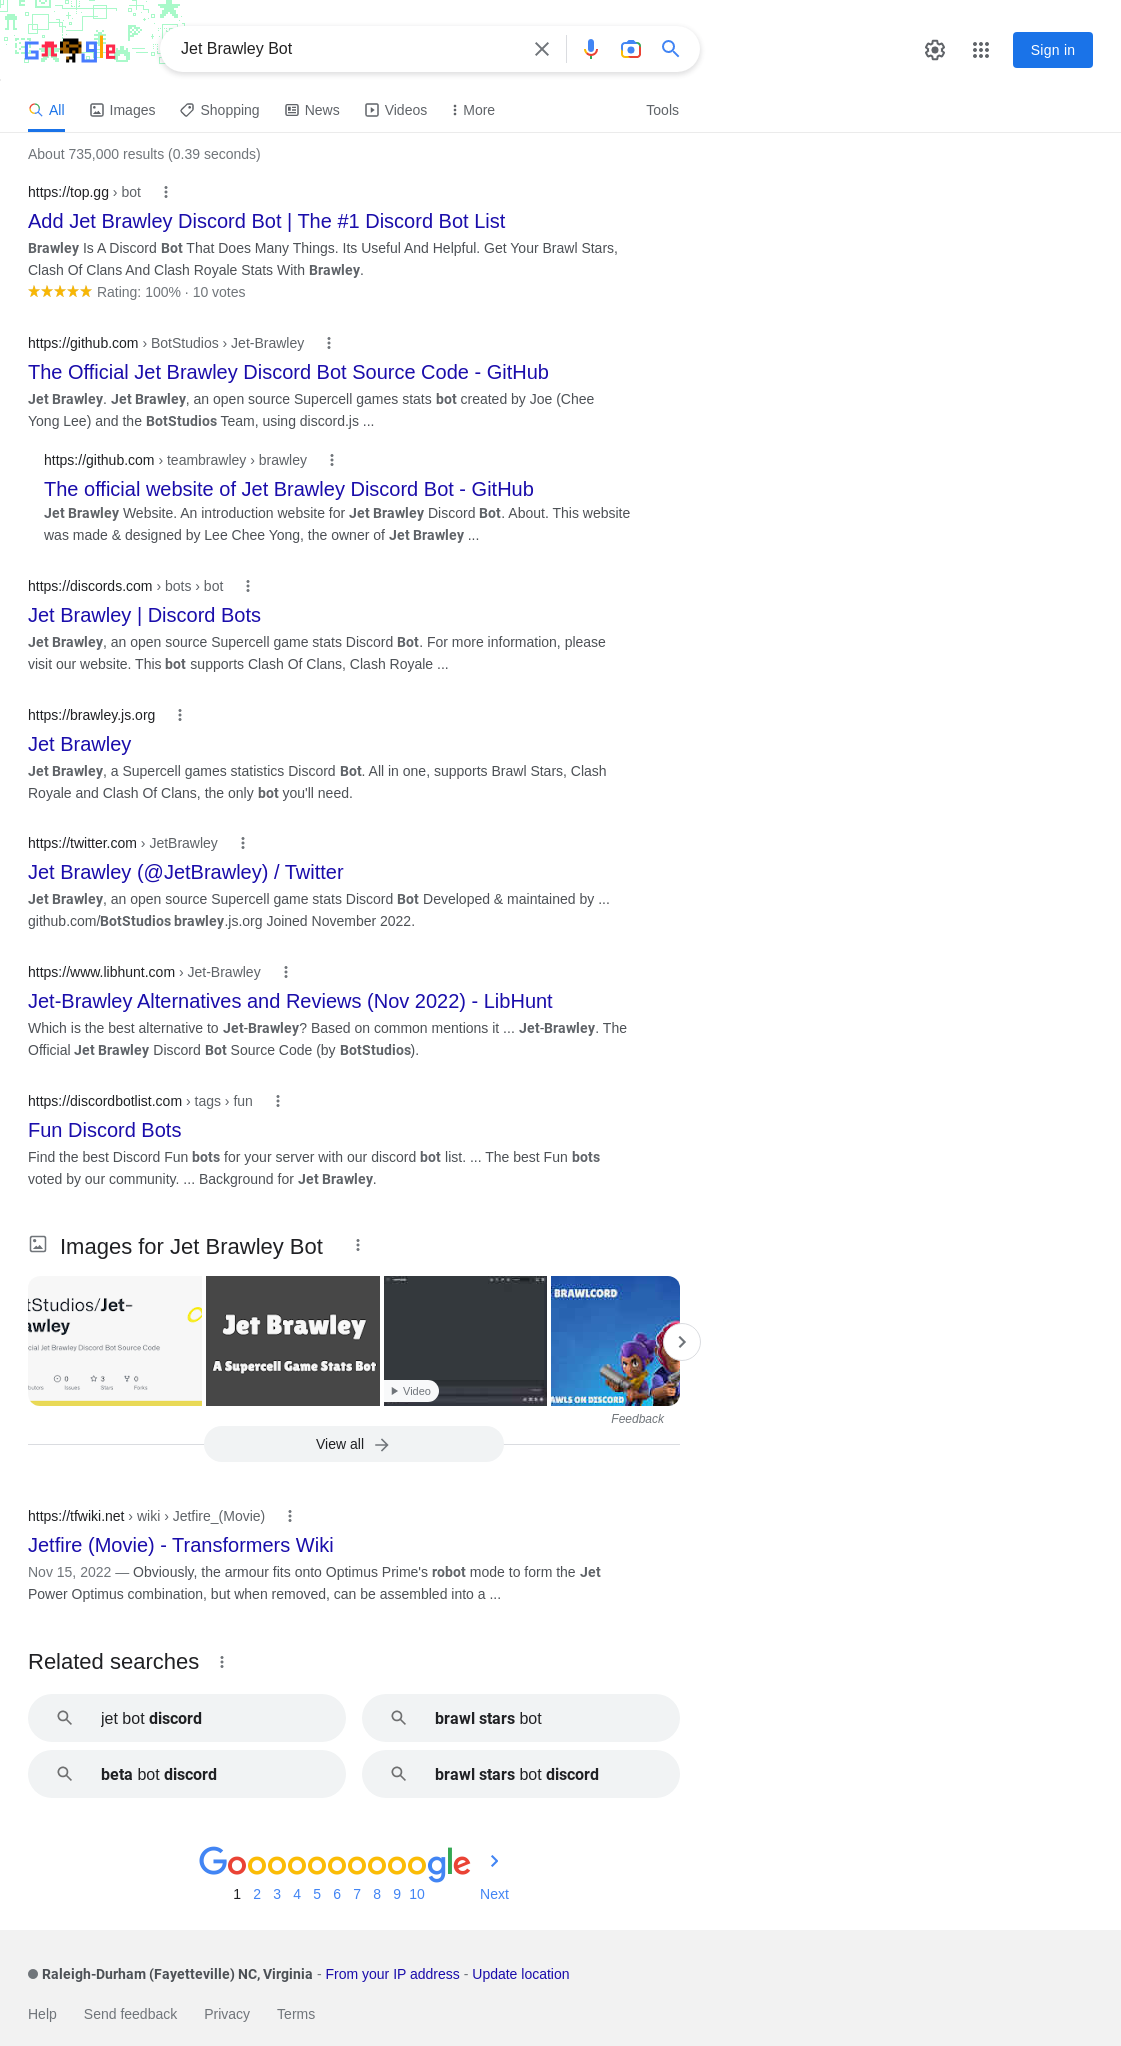 Google
Jet Brawley Bot
Sign in
All
Images
Shopping
News
Videos
More
Tools
About 735,000 results (0.39 seconds)
https://top.gg › bot
Add Jet Brawley Discord Bot | The #1 Discord Bot List
Brawley Is A Discord Bot That Does Many Things. Its Useful And Helpful. Get Your Brawl Stars,
Clash Of Clans And Clash Royale Stats With Brawley.
Rating: 100% · 10 votes
https://github.com › BotStudios › Jet-Brawley
The Official Jet Brawley Discord Bot Source Code - GitHub
Jet Brawley. Jet Brawley, an open source Supercell games stats bot created by Joe (Chee
Yong Lee) and the BotStudios Team, using discord.js ...
https://github.com › teambrawley › brawley
The official website of Jet Brawley Discord Bot - GitHub
Jet Brawley Website. An introduction website for Jet Brawley Discord Bot. About. This website
was made & designed by Lee Chee Yong, the owner of Jet Brawley ...
https://discords.com › bots › bot
Jet Brawley | Discord Bots
Jet Brawley, an open source Supercell game stats Discord Bot. For more information, please
visit our website. This bot supports Clash Of Clans, Clash Royale ...
https://brawley.js.org
Jet Brawley
Jet Brawley, a Supercell games statistics Discord Bot. All in one, supports Brawl Stars, Clash
Royale and Clash Of Clans, the only bot you'll need.
https://twitter.com › JetBrawley
Jet Brawley (@JetBrawley) / Twitter
Jet Brawley, an open source Supercell game stats Discord Bot Developed & maintained by ...
github.com/BotStudios brawley.js.org Joined November 2022.
https://www.libhunt.com › Jet-Brawley
Jet-Brawley Alternatives and Reviews (Nov 2022) - LibHunt
Which is the best alternative to Jet-Brawley? Based on common mentions it ... Jet-Brawley. The
Official Jet Brawley Discord Bot Source Code (by BotStudios).
https://discordbotlist.com › tags › fun
Fun Discord Bots
Find the best Discord Fun bots for your server with our discord bot list. ... The best Fun bots
voted by our community. ... Background for Jet Brawley.
Images for Jet Brawley Bot
tStudios/Jet-
awley
cial Jet Brawley Discord Bot Source Code
0
3
0
Issues
Stars
Forks
Jet Brawley
A Supercell Game Stats Bot
Video
BRAWLCORD
AWLS ON DISCORD
Feedback
View all
https://tfwiki.net › wiki › Jetfire_(Movie)
Jetfire (Movie) - Transformers Wiki
Nov 15, 2022 — Obviously, the armour fits onto Optimus Prime's robot mode to form the Jet
Power Optimus combination, but when removed, can be assembled into a ...
Related searches
jet bot discord
brawl stars bot
beta bot discord
brawl stars bot discord
Goooooooooogle
1 2 3 4 5 6 7 8 9 10 Next
Raleigh-Durham (Fayetteville) NC, Virginia - From your IP address - Update location
Help
Send feedback
Privacy
Terms